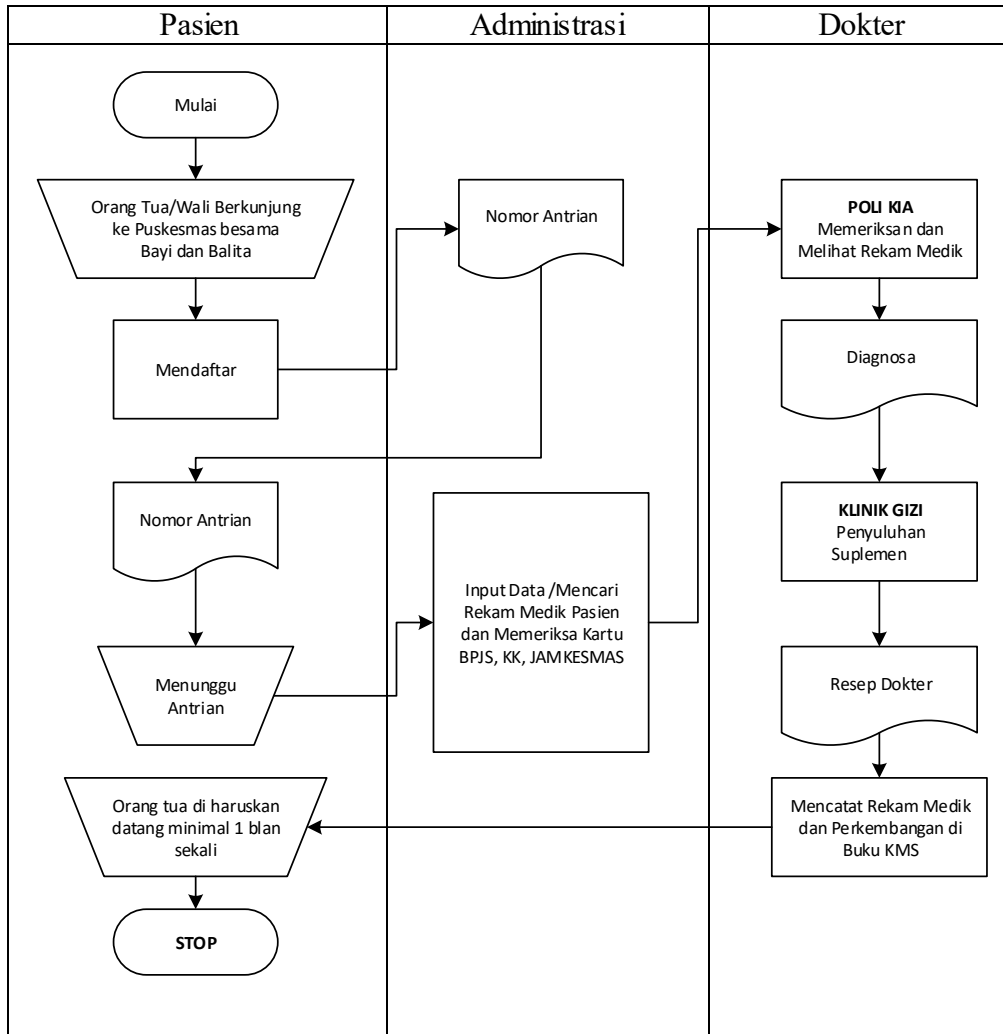 Pasien
Administrasi
Dokter
Mulai
Orang Tua/Wali Berkunjung
ke Puskesmas besama
Bayi dan Balita
Mendaftar
Nomor Antrian
Nomor Antrian
Menunggu
Antrian
Input Data /Mencari
Rekam Medik Pasien
dan Memeriksa Kartu
BPJS, KK, JAMKESMAS
POLI KIA
Memeriksan dan
Melihat Rekam Medik
Diagnosa
KLINIK GIZI
Penyuluhan
Suplemen
Resep Dokter
Mencatat Rekam Medik
dan Perkembangan di
Buku KMS
Orang tua di haruskan
datang minimal 1 blan
sekali
STOP